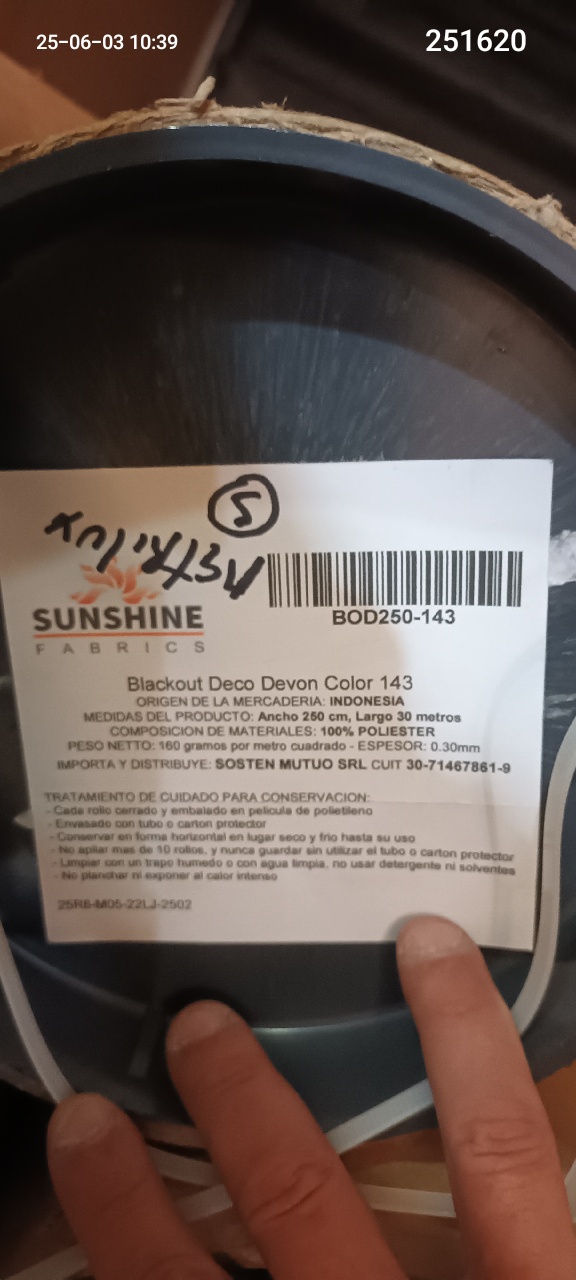 25-06-03 10:39
251620
5
SUNSHINE
FABRICS
BOD250-143
Blackout Deco Devon Color 143
ORIGEN DE LA MERCADERIA: INDONESIA
MEDIDAS DEL PRODUCTO: Ancho 250 cm, Largo 30 metros
COMPOSICION DE MATERIALES: 100% POLIESTER
PESO NETTO: 160 gramos por metro cuadrado - ESPESOR: 0.30mm
IMPORTA Y DISTRIBUYE: SOSTEN MUTUO SRL CUIT 30-71467861-9
TRATAMIENTO DE CUIDADO PARA CONSERVACION:
- Cada rollo cerrado y embalado en pelicula de polietileno
- Envasado con tubo o carton protector
- Conservar en forma horizontal en lugar seco y frio hasta su uso
- No apilar mas de 10 rollos, y nunca guardar sin utilizar el tubo o carton protector
- Limpiar con un trapo humedo o con agua limpia, no usar detergente ni solventes
- No planchar ni exponer al calor intenso
25R6-M05-22LJ-2502